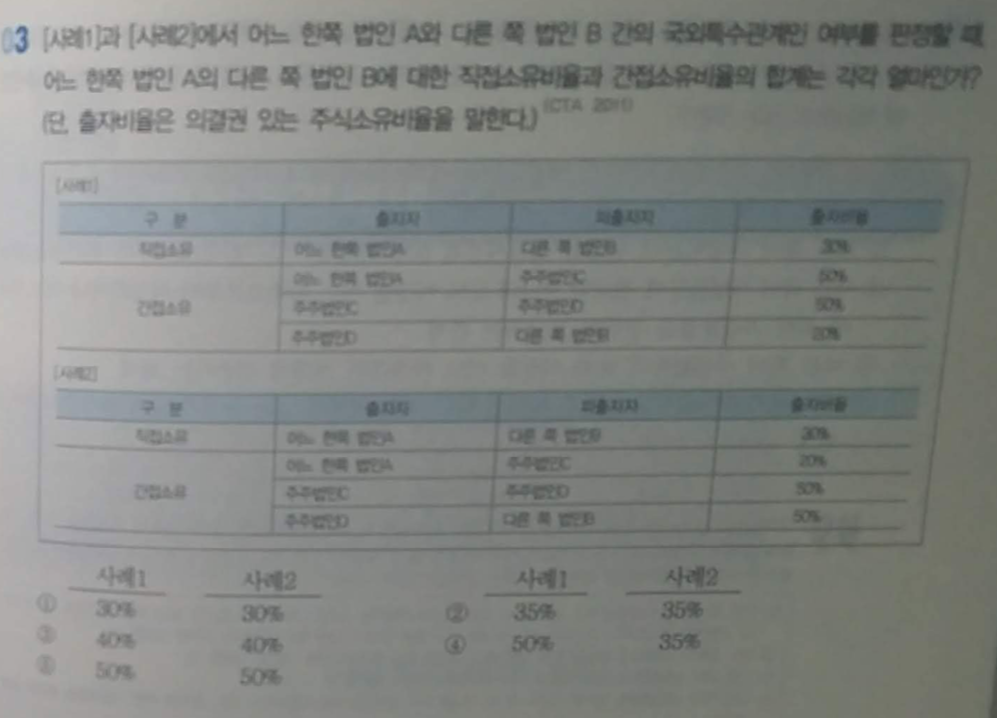 03 [사례1]과 [사례2]에서 어느 한쪽 법인 A와 다른 쪽 법인 B 간의 국외특수관계인 여부를 판정할 때,
어느 한쪽 법인 A의 다른 쪽 법인 B에 대한 직접소유비율과 간접소유비율의 합계는 각각 얼마인가?
(단, 출자비율은 의결권 있는 주식소유비율을 말한다.) (CTA 2011)
[사례1]
구 분 출자자 피출자자 출자비율
직접소유 어느 한쪽 법인A 다른 쪽 법인B 30%
간접소유 어느 한쪽 법인A 주주법인C 50%
주주법인C 주주법인D 50%
주주법인D 다른 쪽 법인B 20%
[사례2]
구 분 출자자 피출자자 출자비율
직접소유 어느 한쪽 법인A 다른 쪽 법인B 30%
간접소유 어느 한쪽 법인A 주주법인C 20%
주주법인C 주주법인D 50%
주주법인D 다른 쪽 법인B 50%
사례1 사례2 사례1 사례2
① 30% 30% ② 35% 35%
③ 40% 40% ④ 50% 35%
⑤ 50% 50%